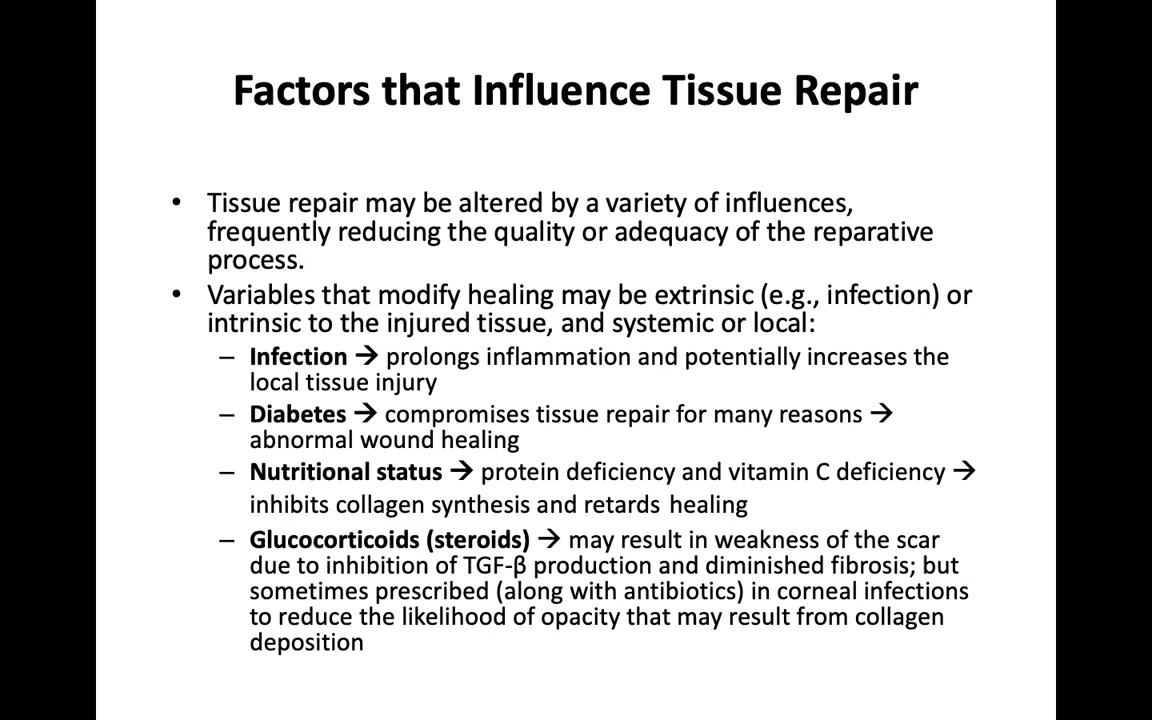 Factors that Influence Tissue Repair
• Tissue repair may be altered by a variety of influences,
frequently reducing the quality or adequacy of the reparative
process.
• Variables that modify healing may be extrinsic (e.g., infection) or
intrinsic to the injured tissue, and systemic or local:
– Infection → prolongs inflammation and potentially increases the
local tissue injury
– Diabetes → compromises tissue repair for many reasons →
abnormal wound healing
– Nutritional status → protein deficiency and vitamin C deficiency →
inhibits collagen synthesis and retards healing
– Glucocorticoids (steroids) → may result in weakness of the scar
due to inhibition of TGF-β production and diminished fibrosis; but
sometimes prescribed (along with antibiotics) in corneal infections
to reduce the likelihood of opacity that may result from collagen
deposition